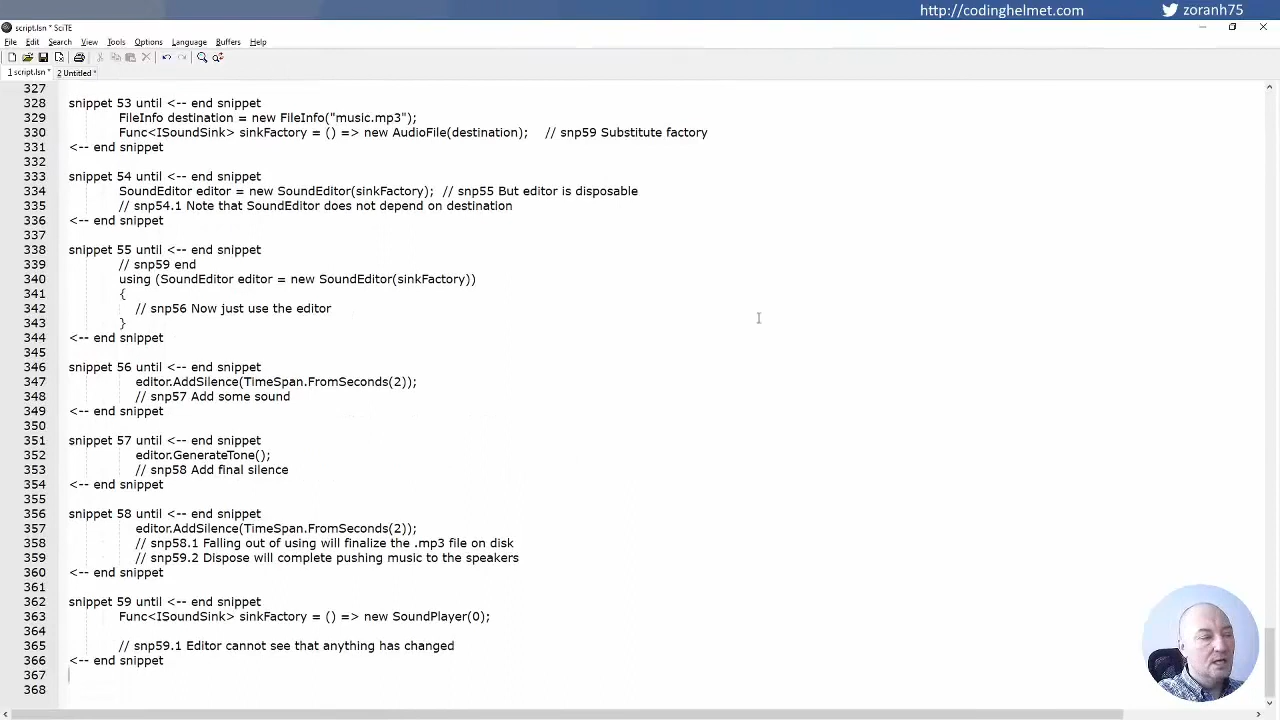 http://codinghelmet.com
zoranh75
script.lsn * SciTE
File Edit Search View Tools Options Language Buffers Help
1 script.lsn * 2 Untitled *
327
328 snippet 53 until <-- end snippet
329 FileInfo destination = new FileInfo("music.mp3");
330 Func<ISoundSink> sinkFactory = () => new AudioFile(destination); // snp59 Substitute factory
331 <-- end snippet
332
333 snippet 54 until <-- end snippet
334 SoundEditor editor = new SoundEditor(sinkFactory); // snp55 But editor is disposable
335 // snp54.1 Note that SoundEditor does not depend on destination
336 <-- end snippet
337
338 snippet 55 until <-- end snippet
339 // snp59 end
340 using (SoundEditor editor = new SoundEditor(sinkFactory))
341 {
342 // snp56 Now just use the editor
343 }
344 <-- end snippet
345
346 snippet 56 until <-- end snippet
347 editor.AddSilence(TimeSpan.FromSeconds(2));
348 // snp57 Add some sound
349 <-- end snippet
350
351 snippet 57 until <-- end snippet
352 editor.GenerateTone();
353 // snp58 Add final silence
354 <-- end snippet
355
356 snippet 58 until <-- end snippet
357 editor.AddSilence(TimeSpan.FromSeconds(2));
358 // snp58.1 Falling out of using will finalize the .mp3 file on disk
359 // snp59.2 Dispose will complete pushing music to the speakers
360 <-- end snippet
361
362 snippet 59 until <-- end snippet
363 Func<ISoundSink> sinkFactory = () => new SoundPlayer(0);
364
365 // snp59.1 Editor cannot see that anything has changed
366 <-- end snippet
367
368